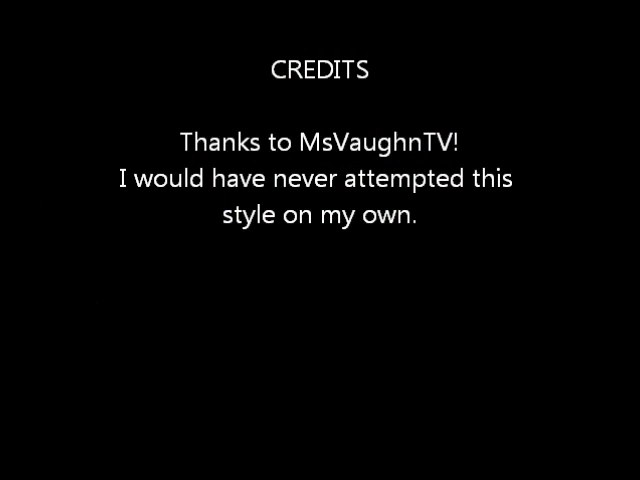 CREDITS
Thanks to MsVaughnTV!
I would have never attempted this
style on my own.